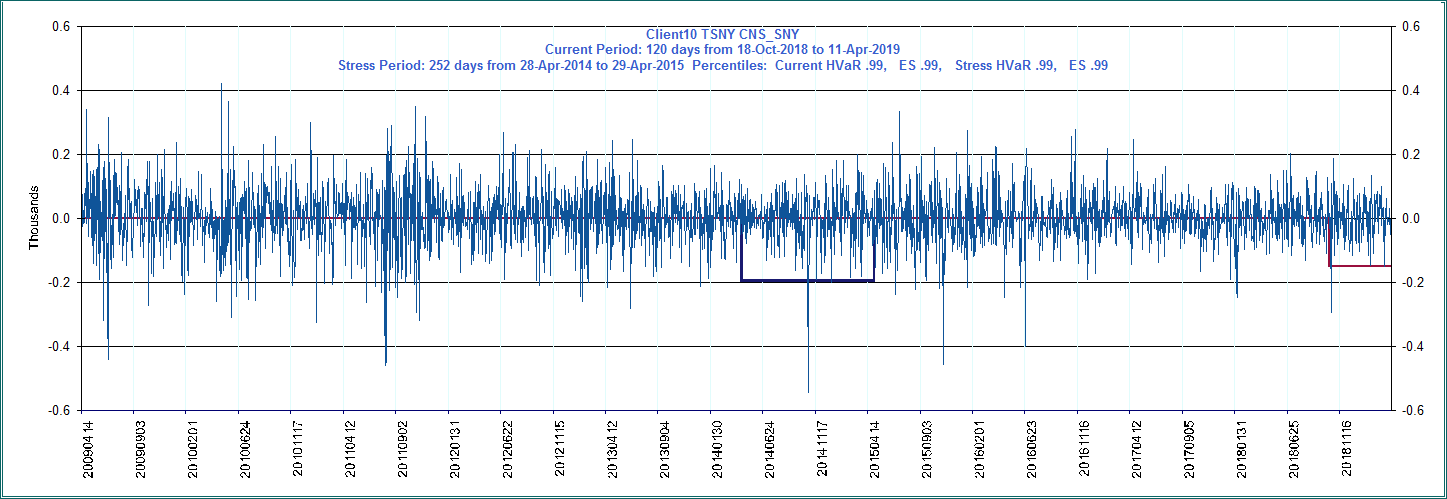 Client10 TSNY CNS_SNY
Current Period: 120 days from 18-Oct-2018 to 11-Apr-2019
Stress Period: 252 days from 28-Apr-2014 to 29-Apr-2015 Percentiles: Current HVaR .99, ES .99, Stress HVaR .99, ES .99
0.6 0.6
0.4 0.4
0.2 0.2
0.0 0.0
-0.2 -0.2
-0.4 -0.4
-0.6 -0.6
Thousands
20090414 20090903 20100201 20100624 20101117 20110412 20110902 20120131 20120622 20121115 20130412 20130904 20140130 20140624 20141117 20150414 20150903 20160201 20160623 20161116 20170412 20170905 20180131 20180625 20181116